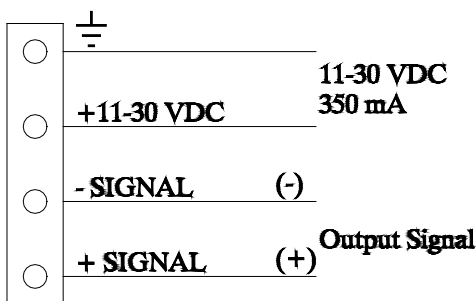 11-30 VDC
350 mA
+11-30 VDC
- SIGNAL (-)
Output Signal
+ SIGNAL (+)